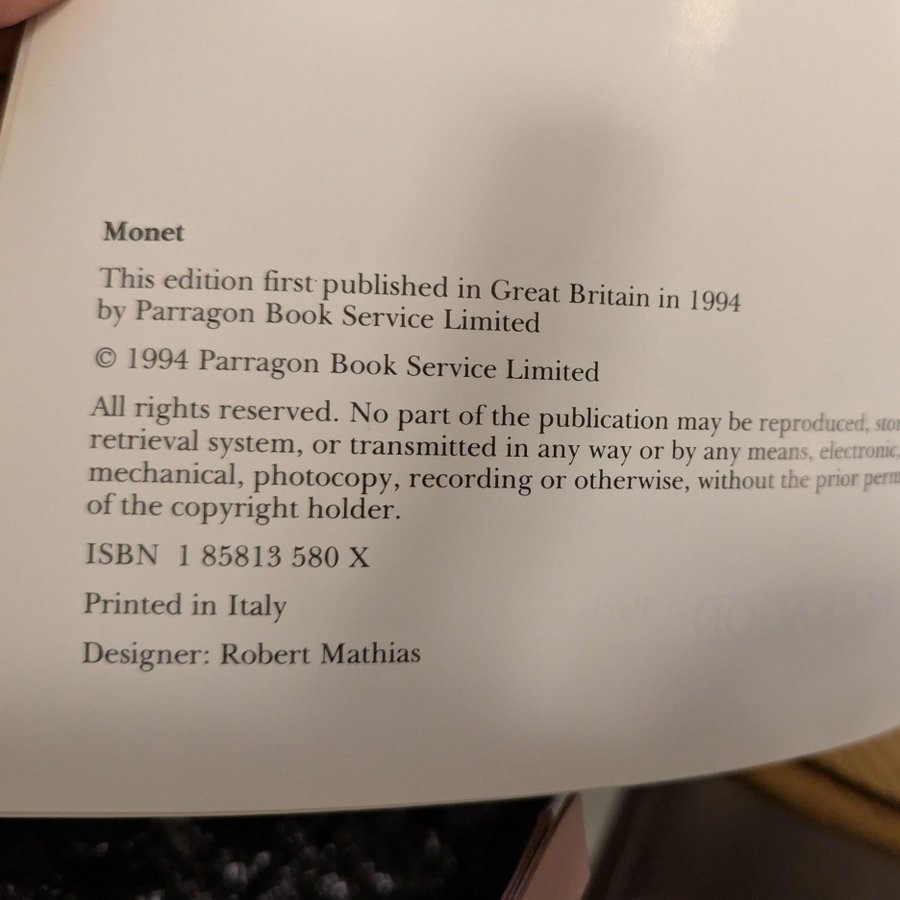 Monet
This edition first published in Great Britain in 1994
by Parragon Book Service Limited
© 1994 Parragon Book Service Limited
All rights reserved. No part of the publication may be reproduced,
retrieval system, or transmitted in any way or by any means, electronic,
mechanical, photocopy, recording or otherwise, without the prior
of the copyright holder.
ISBN 1 85813 580 X
Printed in Italy
Designer: Robert Mathias